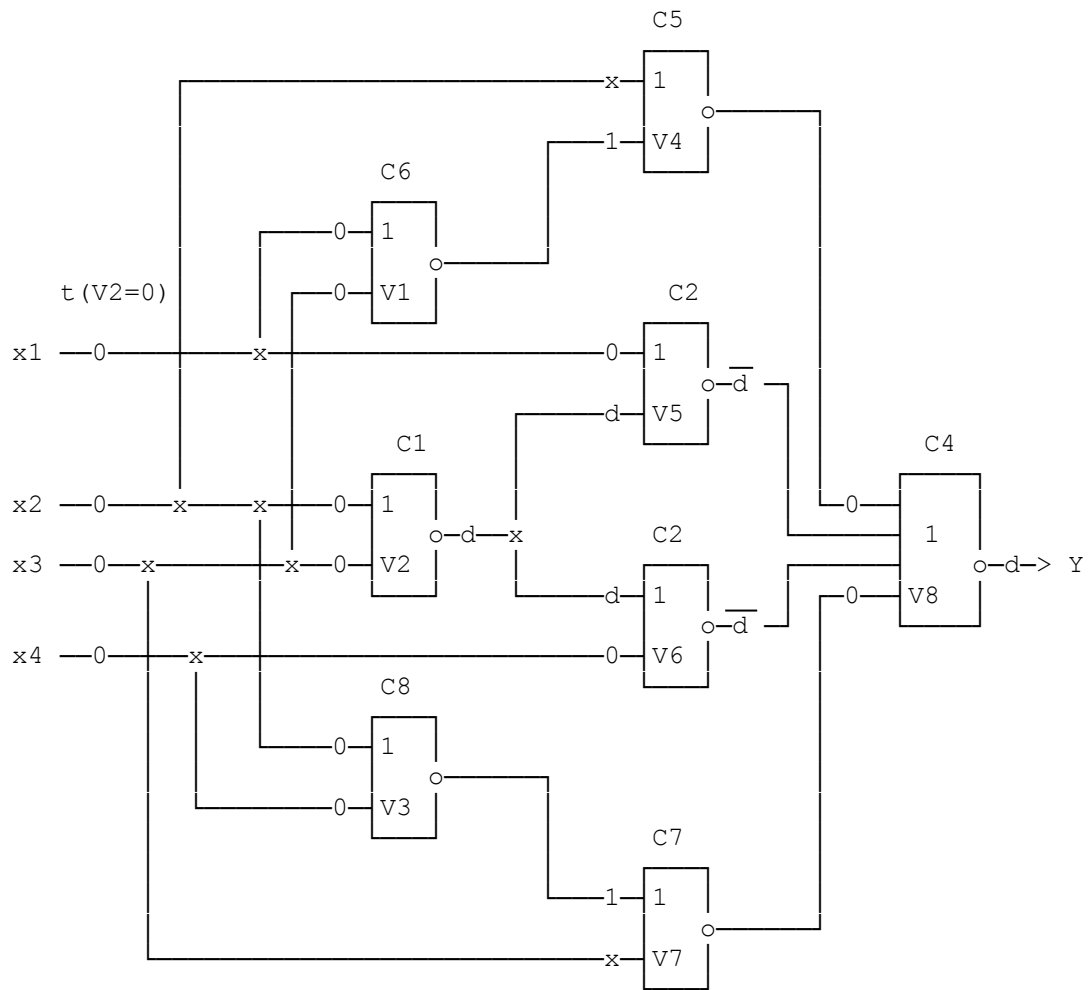 C5
x 1
1 V4
C6
0 1
t(V2=0)
0 V1
C2
x1 0 x 0 1
d
d V5
C1
C4
x2 0 x x 0 1
0
d x
1
C2
x3 0 x x 0 V2
d > Y
d 1
0 V8
d
x4 0 x 0 V6
C8
0 1
0 V3
C7
1 1
x V7